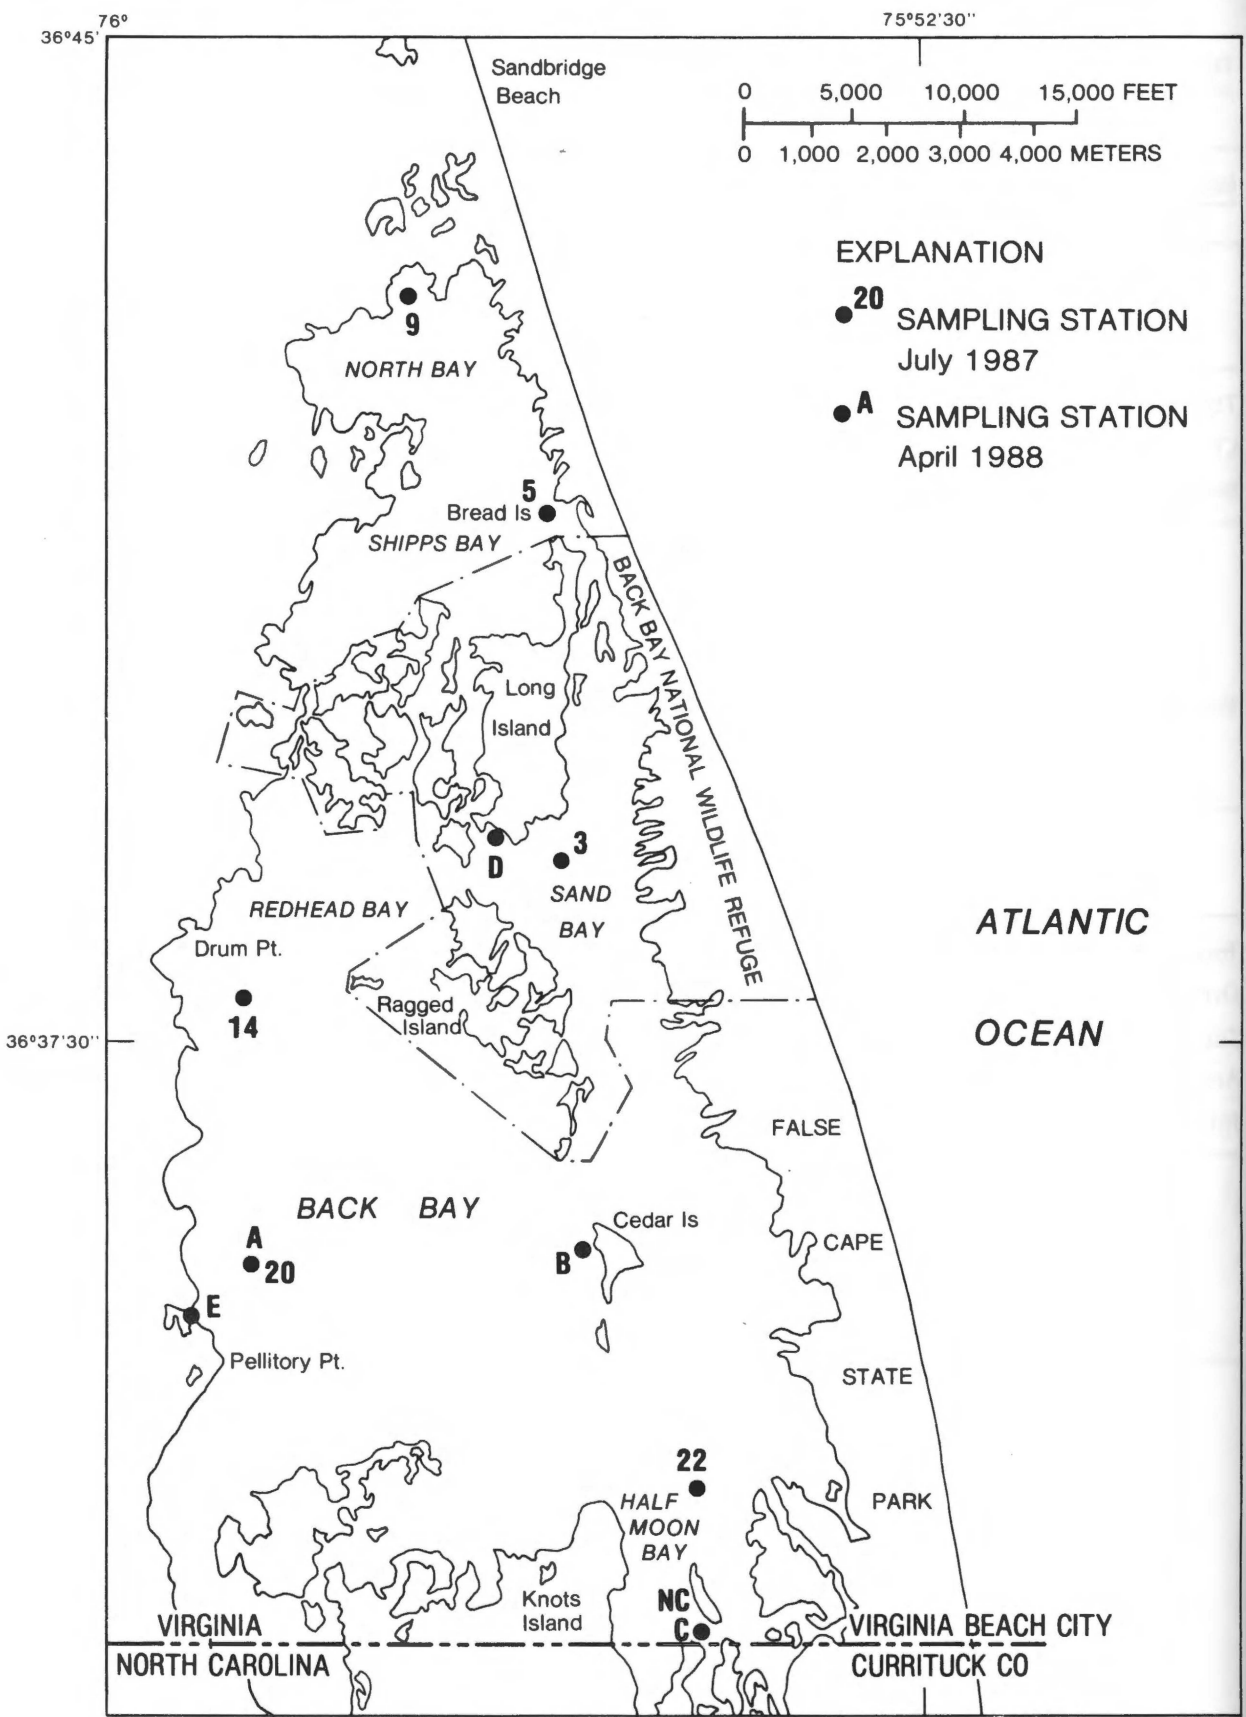 76°
75°52'30"
36°45'
Sandbridge
Beach
0 5,000 10,000 15,000 FEET
0 1,000 2,000 3,000 4,000 METERS
EXPLANATION
20 SAMPLING STATION
July 1987
A SAMPLING STATION
April 1988
9
NORTH BAY
5
Bread Is
SHIPPS BAY
BACK BAY NATIONAL WILDLIFE REFUGE
Long
Island
3
D
SAND
BAY
REDHEAD BAY
Drum Pt.
14
Ragged
Island
ATLANTIC
OCEAN
36°37'30"
FALSE
CAPE
STATE
PARK
BACK BAY
Cedar Is
A
20
B
E
Pellitory Pt.
22
HALF
MOON
BAY
Knots
Island
NC
C
VIRGINIA
VIRGINIA BEACH CITY
NORTH CAROLINA
CURRITUCK CO